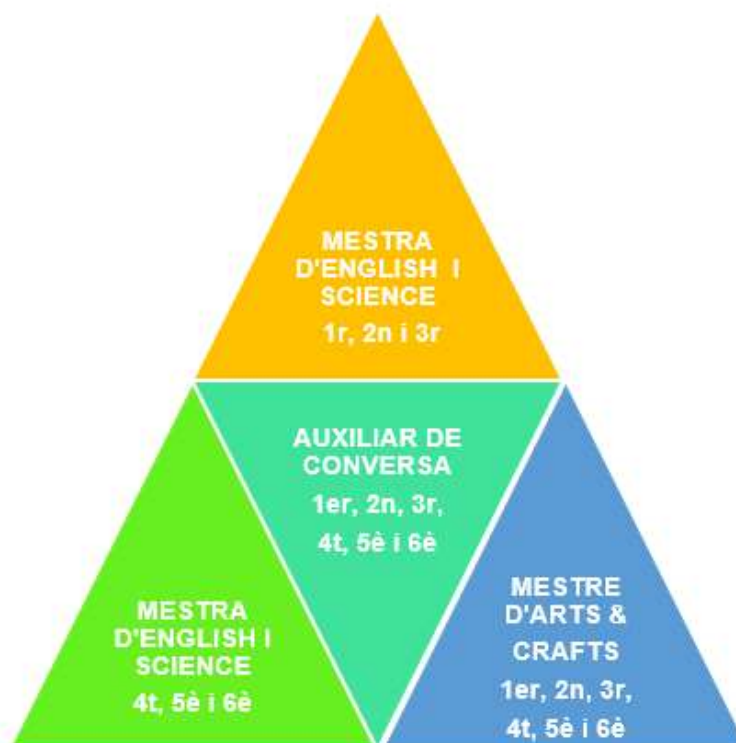 MESTRA
D'ENGLISH I
SCIENCE
1r, 2n i 3r
AUXILIAR DE
CONVERSA
1er, 2n, 3r,
4t, 5è i 6è
MESTRA
D'ENGLISH I
SCIENCE
4t, 5è i 6è
MESTRE
D'ARTS &
CRAFTS
1er, 2n, 3r,
4t, 5è i 6è